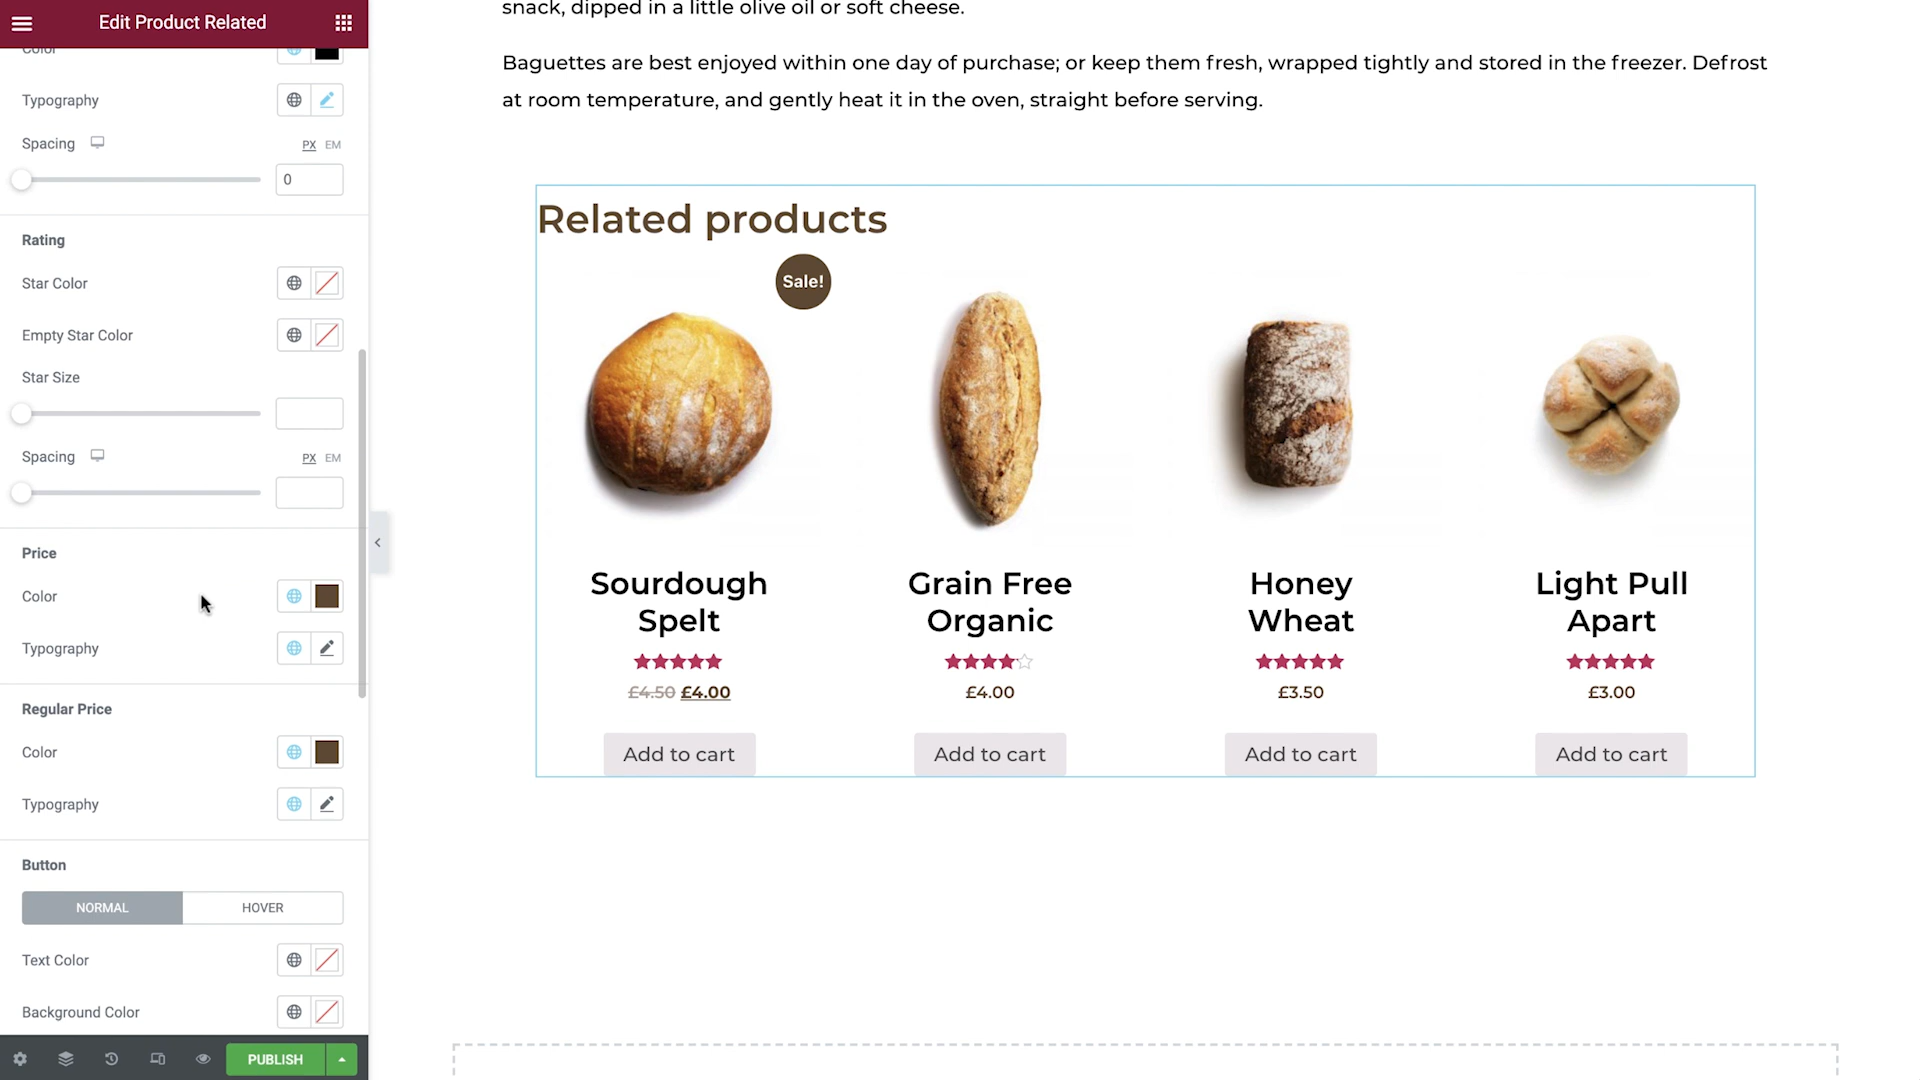 Edit Product Related
Color
Typography
Spacing PX EM
0
Rating
Star Color
Empty Star Color
Star Size
Spacing PX EM
Price
Color
Typography
Regular Price
Color
Typography
Button
NORMAL HOVER
Text Color
Background Color
PUBLISH
snack, dipped in a little olive oil or soft cheese.
Baguettes are best enjoyed within one day of purchase; or keep them fresh, wrapped tightly and stored in the freezer. Defrost
at room temperature, and gently heat it in the oven, straight before serving.
Related products
Sale!
Sourdough
Spelt
£4.50 £4.00
Add to cart
Grain Free
Organic
£4.00
Add to cart
Honey
Wheat
£3.50
Add to cart
Light Pull
Apart
£3.00
Add to cart